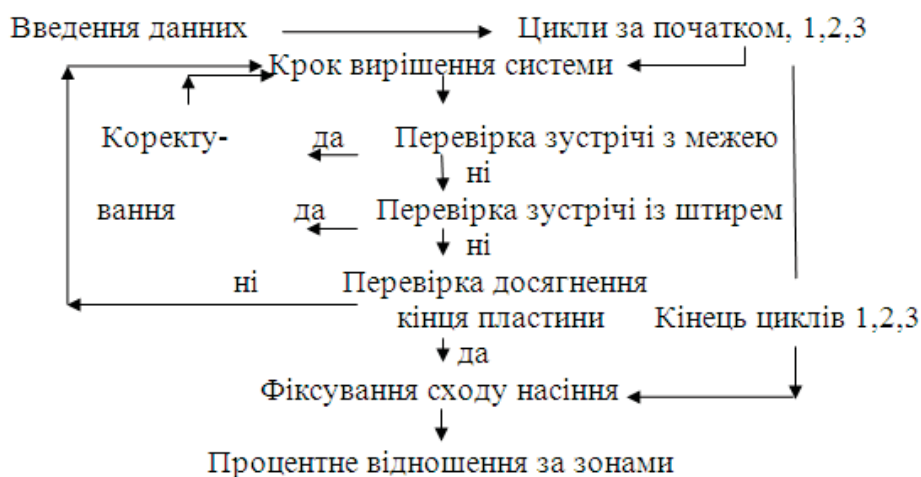 Введення данних Цикли за початком, 1,2,3
Крок вирішення системи
Коректу- да Перевірка зустрічі з межею
ні
вання да Перевірка зустрічі із штирем
ні
ні Перевірка досягнення
кінця пластини Кінець циклів 1,2,3
да
Фіксування сходу насіння
Процентне відношення за зонами